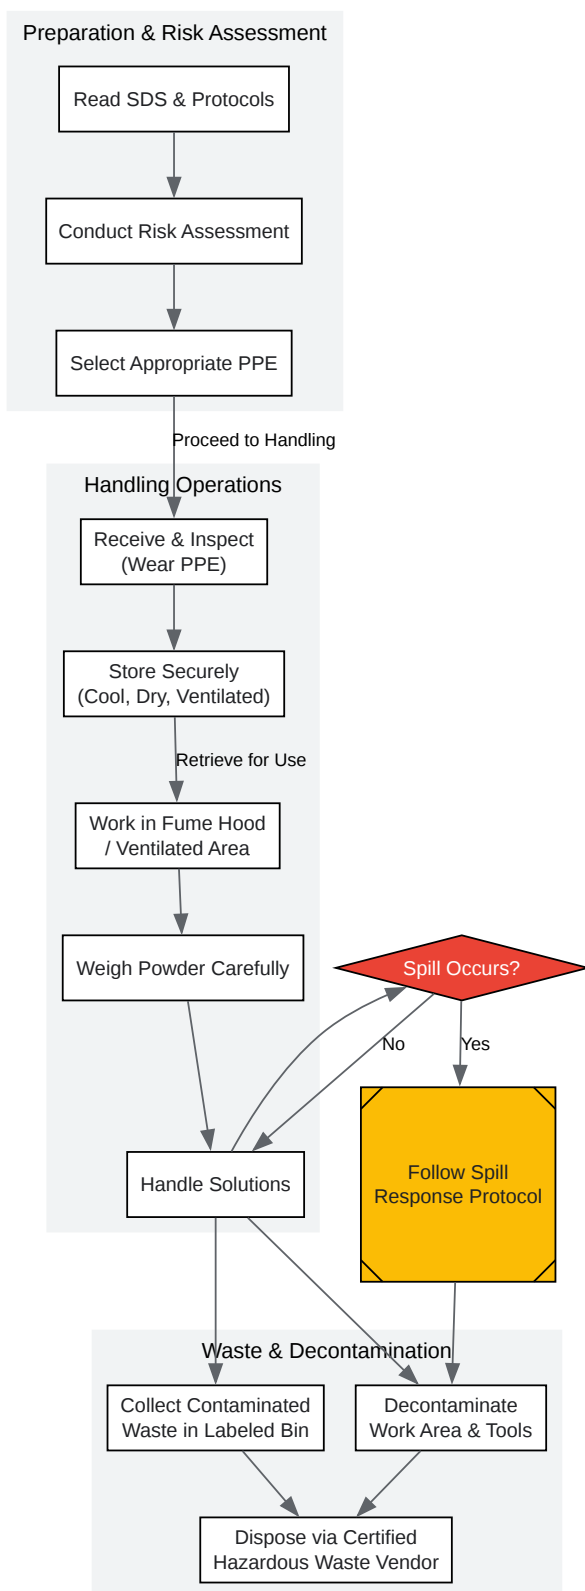 Preparation & Risk Assessment
Read SDS & Protocols
Conduct Risk Assessment
Select Appropriate PPE
Proceed to Handling
Handling Operations
Receive & Inspect
(Wear PPE)
Store Securely
(Cool, Dry, Ventilated)
Retrieve for Use
Work in Fume Hood
/ Ventilated Area
Weigh Powder Carefully
Spill Occurs?
No
Yes
Handle Solutions
Follow Spill
Response Protocol
Waste & Decontamination
Collect Contaminated
Waste in Labeled Bin
Decontaminate
Work Area & Tools
Dispose via Certified
Hazardous Waste Vendor